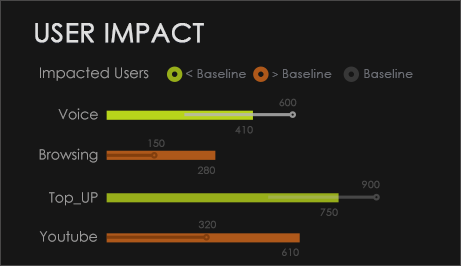 USER IMPACT
Impacted Users < Baseline > Baseline Baseline
600
Voice
410
150
Browsing
280
900
Top_UP
750
320
Youtube
610